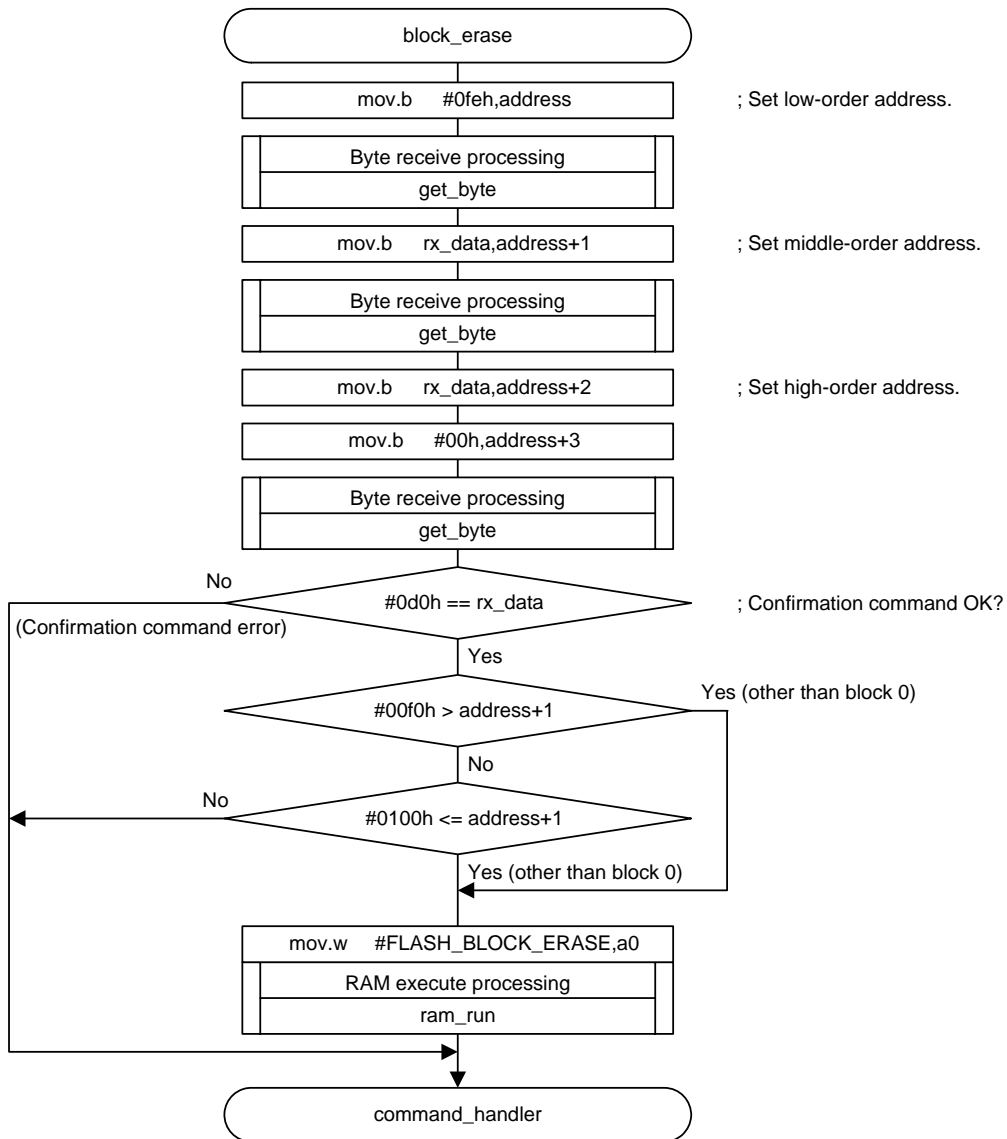 block_erase
mov.b #0feh,address ; Set low-order address.
Byte receive processing
get_byte
mov.b rx_data,address+1 ; Set middle-order address.
Byte receive processing
get_byte
mov.b rx_data,address+2 ; Set high-order address.
mov.b #00h,address+3
Byte receive processing
get_byte
No
#0d0h == rx_data ; Confirmation command OK?
(Confirmation command error)
Yes
Yes (other than block 0)
#00f0h > address+1
No
No
#0100h <= address+1
Yes (other than block 0)
mov.w #FLASH_BLOCK_ERASE,a0
RAM execute processing
ram_run
command_handler